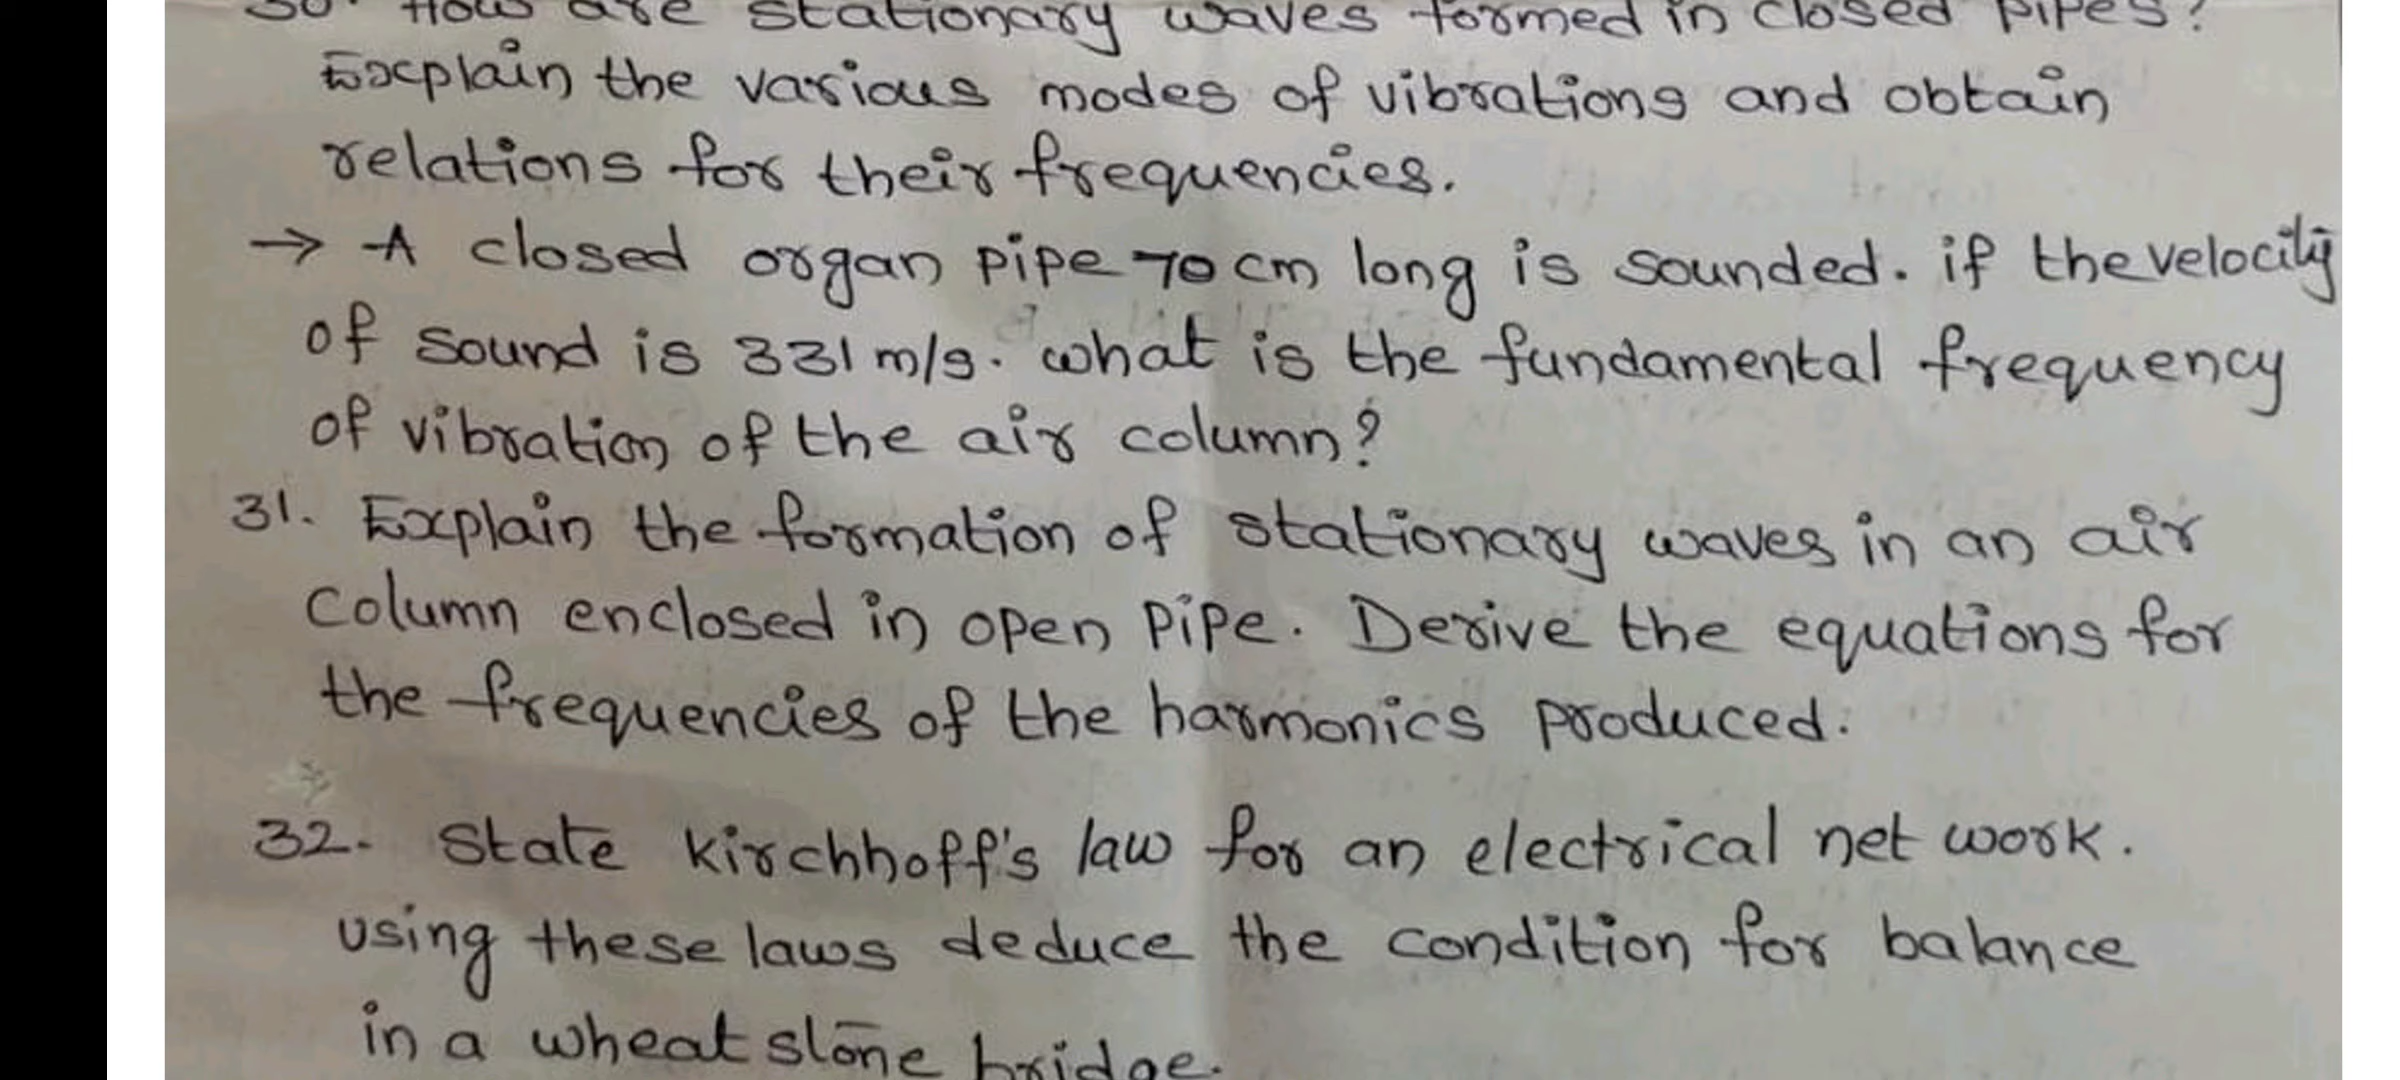 30. How are stationary waves formed in closed pipes?
Explain the various modes of vibrations and obtain
relations for their frequencies.
→ A closed organ pipe 70 cm long is sounded. if the velocity
of sound is 331 m/s. what is the fundamental frequency
of vibration of the air column?
31. Explain the formation of stationary waves in an air
column enclosed in open pipe. Derive the equations for
the frequencies of the harmonics produced.
32. State kirchhoff's law for an electrical net work.
using these laws deduce the condition for balance
in a wheat stone bridge.